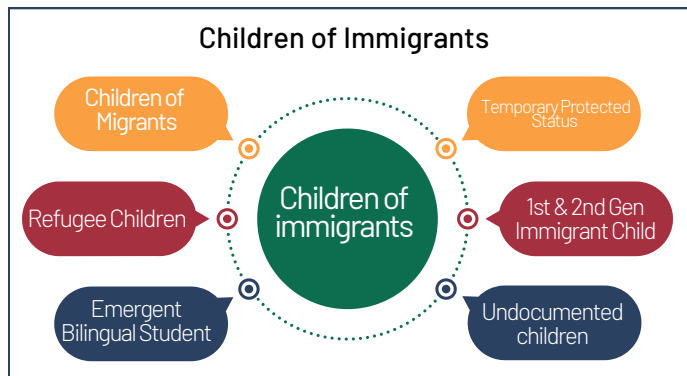 Children of Immigrants
Children of
Migrants
Temporary Protected
Status
Refugee Children
Children of
immigrants
1st & 2nd Gen
Immigrant Child
Emergent
Bilingual Student
Undocumented
children